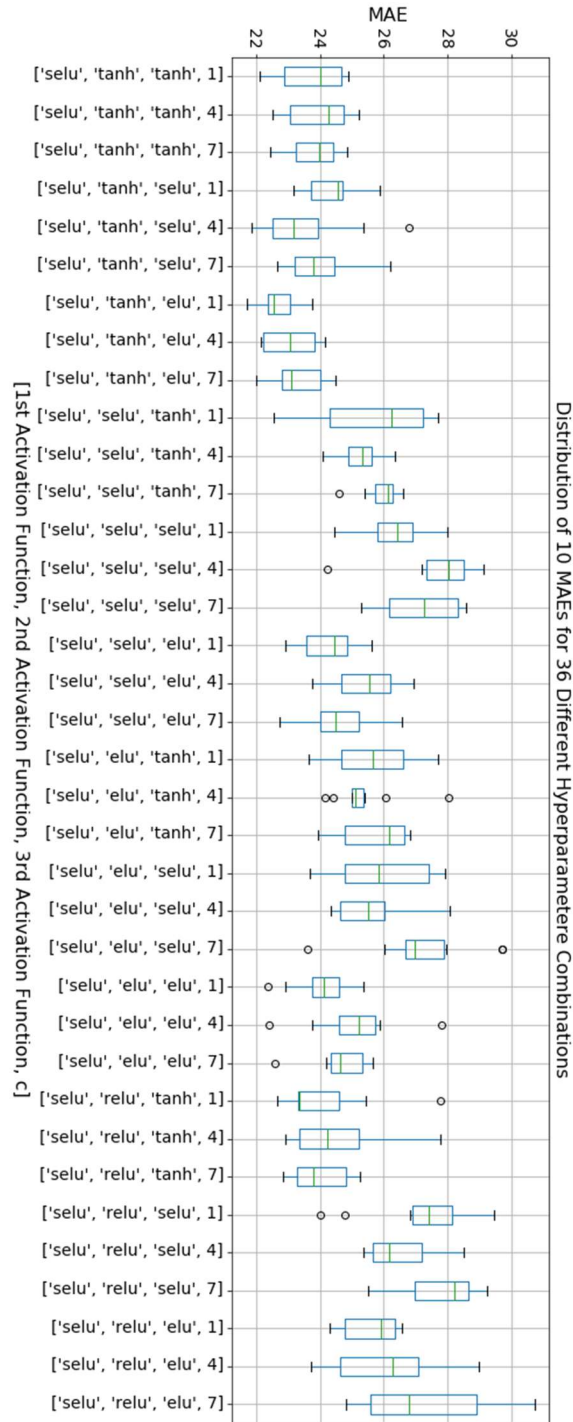 Distribution of 10 MAEs for 36 Different Hyperparametere Combinations
MAE
22 24 26 28 30
['selu', 'tanh', 'tanh', 1]
['selu', 'tanh', 'tanh', 4]
['selu', 'tanh', 'tanh', 7]
['selu', 'tanh', 'selu', 1]
['selu', 'tanh', 'selu', 4]
['selu', 'tanh', 'selu', 7]
['selu', 'tanh', 'elu', 1]
['selu', 'tanh', 'elu', 4]
['selu', 'tanh', 'elu', 7]
['selu', 'selu', 'tanh', 1]
['selu', 'selu', 'tanh', 4]
['selu', 'selu', 'tanh', 7]
['selu', 'selu', 'selu', 1]
['selu', 'selu', 'selu', 4]
['selu', 'selu', 'selu', 7]
['selu', 'selu', 'elu', 1]
['selu', 'selu', 'elu', 4]
['selu', 'selu', 'elu', 7]
['selu', 'elu', 'tanh', 1]
['selu', 'elu', 'tanh', 4]
['selu', 'elu', 'tanh', 7]
['selu', 'elu', 'selu', 1]
['selu', 'elu', 'selu', 4]
['selu', 'elu', 'selu', 7]
['selu', 'elu', 'elu', 1]
['selu', 'elu', 'elu', 4]
['selu', 'elu', 'elu', 7]
['selu', 'relu', 'tanh', 1]
['selu', 'relu', 'tanh', 4]
['selu', 'relu', 'tanh', 7]
['selu', 'relu', 'selu', 1]
['selu', 'relu', 'selu', 4]
['selu', 'relu', 'selu', 7]
['selu', 'relu', 'elu', 1]
['selu', 'relu', 'elu', 4]
['selu', 'relu', 'elu', 7]
[1st Activation Function, 2nd Activation Function, 3rd Activation Function, c]